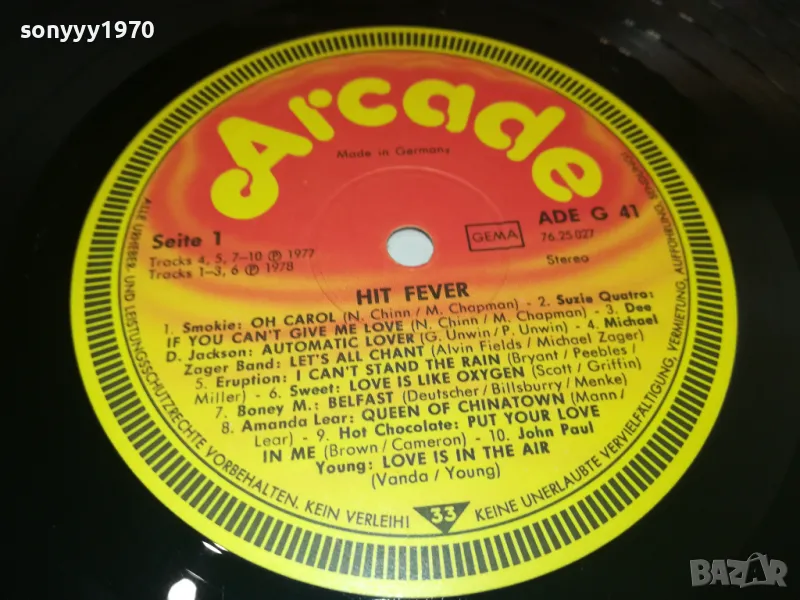 sonyyy1970
Arcade
Made in Germany
Seite 1
Tracks 4, 5, 7-10 Ⓟ 1977
Tracks 1-3, 6 Ⓟ 1978
GEMA
ADE G 41
76.25 027
Stereo
HIT FEVER
1. Smokie: OH CAROL (N. Chinn / M. Chapman) - 2. Suzie Quatro:
IF YOU CAN'T GIVE ME LOVE (N. Chinn / M. Chapman) - 3. Dee
D. Jackson: AUTOMATIC LOVER (G. Unwin / P. Unwin) - 4. Michael
Zager Band: LET'S ALL CHANT (Alvin Fields / Michael Zager)
- 5. Eruption: I CAN'T STAND THE RAIN (Bryant / Peebles /
Miller) - 6. Sweet: LOVE IS LIKE OXYGEN (Scott / Griffin)
- 7. Boney M.: BELFAST (Deutscher / Billsburry / Menke)
- 8. Amanda Lear: QUEEN OF CHINATOWN (Mann /
Lear) - 9. Hot Chocolate: PUT YOUR LOVE
IN ME (Brown / Cameron) - 10. John Paul
Young: LOVE IS IN THE AIR
(Vanda / Young)
ALLE URHEBER- UND LEISTUNGSSCHUTZRECHTE VORBEHALTEN. KEIN VERLEIH!
33
KEINE UNERLAUBTE VERVIELFÄLTIGUNG, VERMIETUNG, AUFFÜHRUNG, SENDUNG!
BAZAR